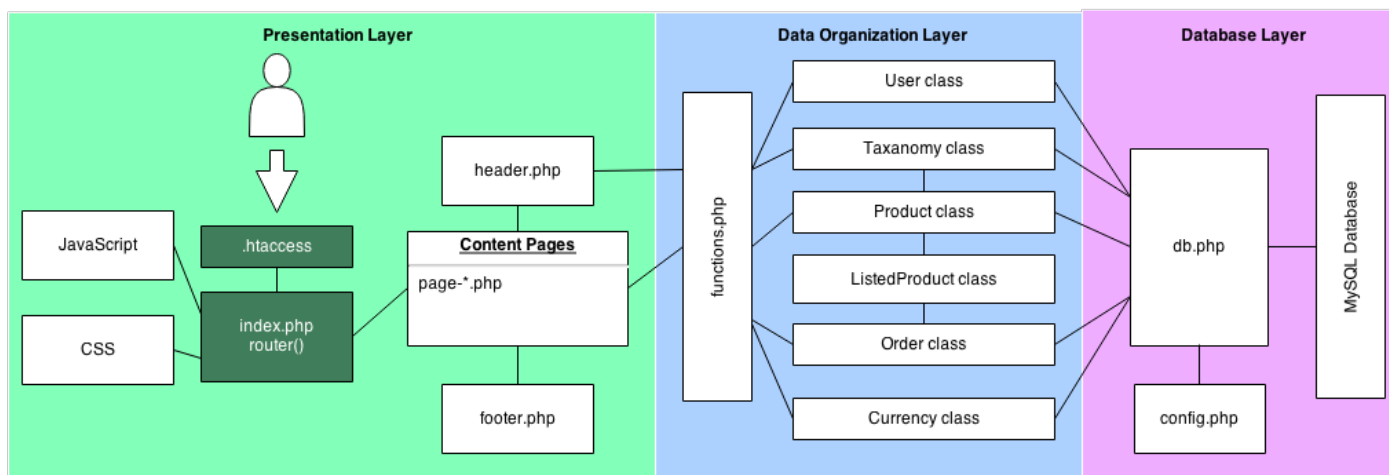 Presentation Layer
Data Organization Layer
Database Layer
header.php
JavaScript
.htaccess
Content Pages
page-*.php
index.php
router()
CSS
footer.php
functions.php
User class
Taxanomy class
Product class
ListedProduct class
Order class
Currency class
db.php
config.php
MySQL Database